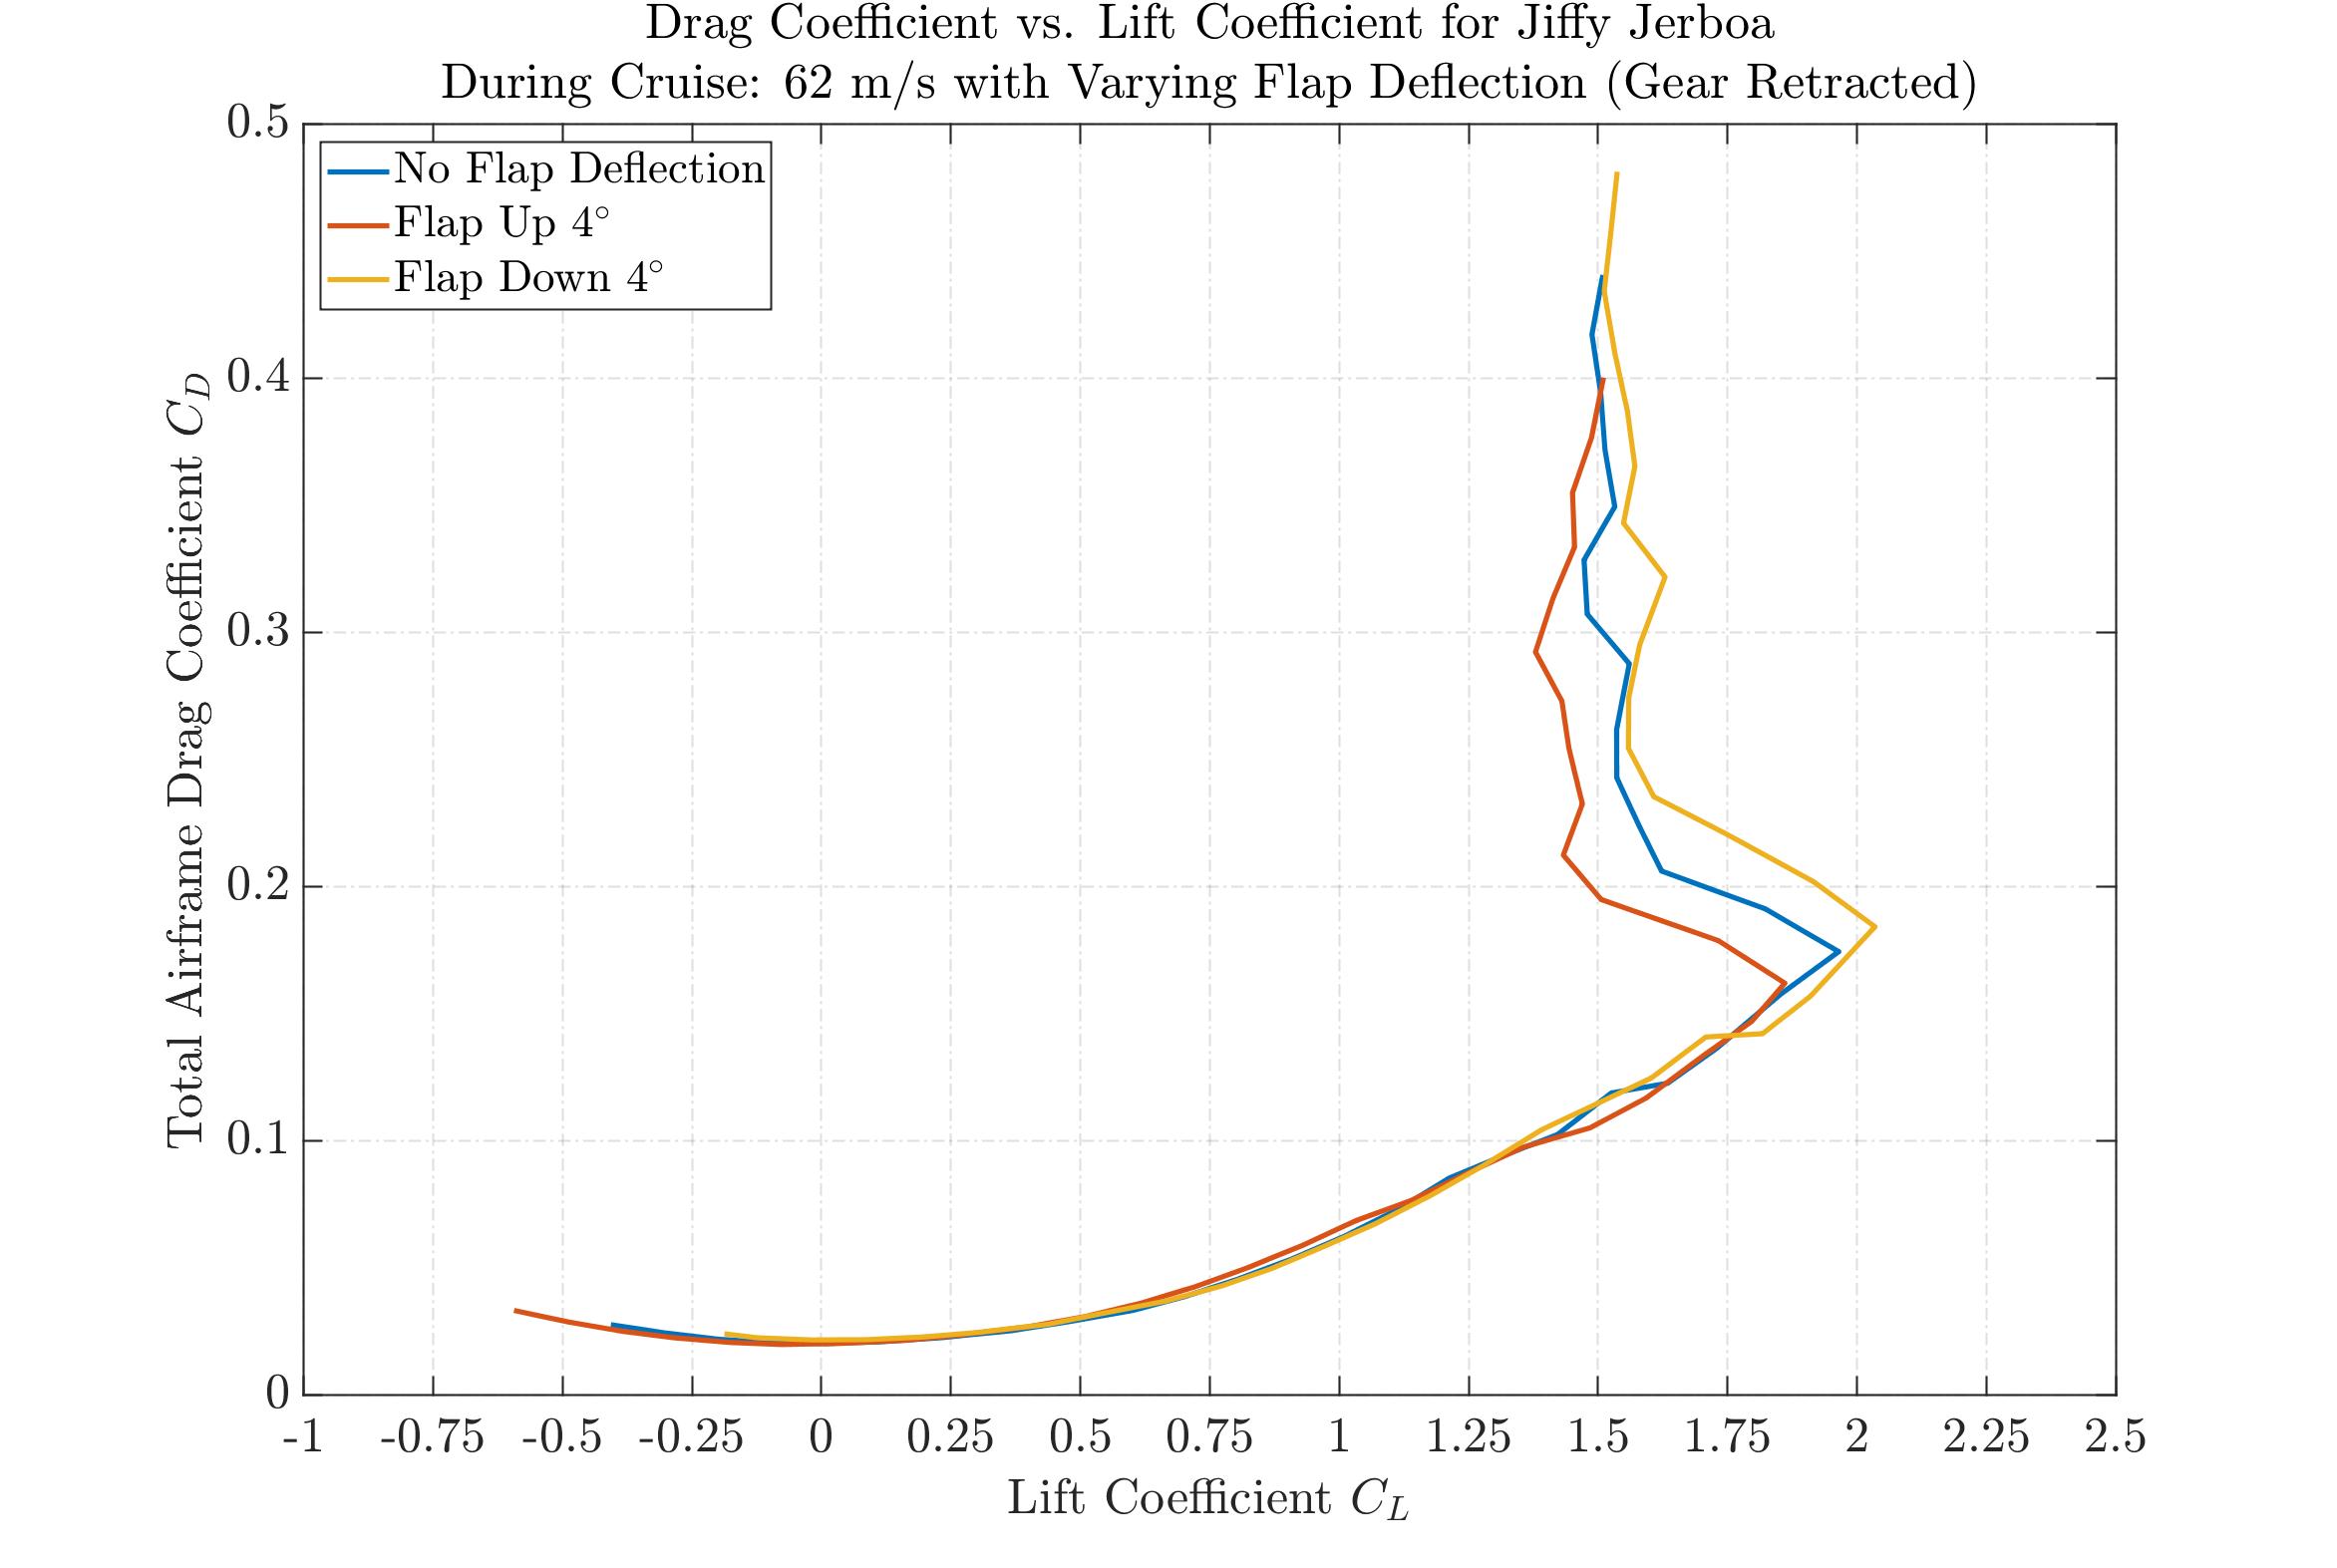 Drag Coefficient vs. Lift Coefficient for Jiffy Jerboa
During Cruise: 62 m/s with Varying Flap Deflection (Gear Retracted)
No Flap Deflection
Flap Up 4°
Flap Down 4°
Total Airframe Drag Coefficient C_D
0.5
0.4
0.3
0.2
0.1
0
-1 -0.75 -0.5 -0.25 0 0.25 0.5 0.75 1 1.25 1.5 1.75 2 2.25 2.5
Lift Coefficient C_L